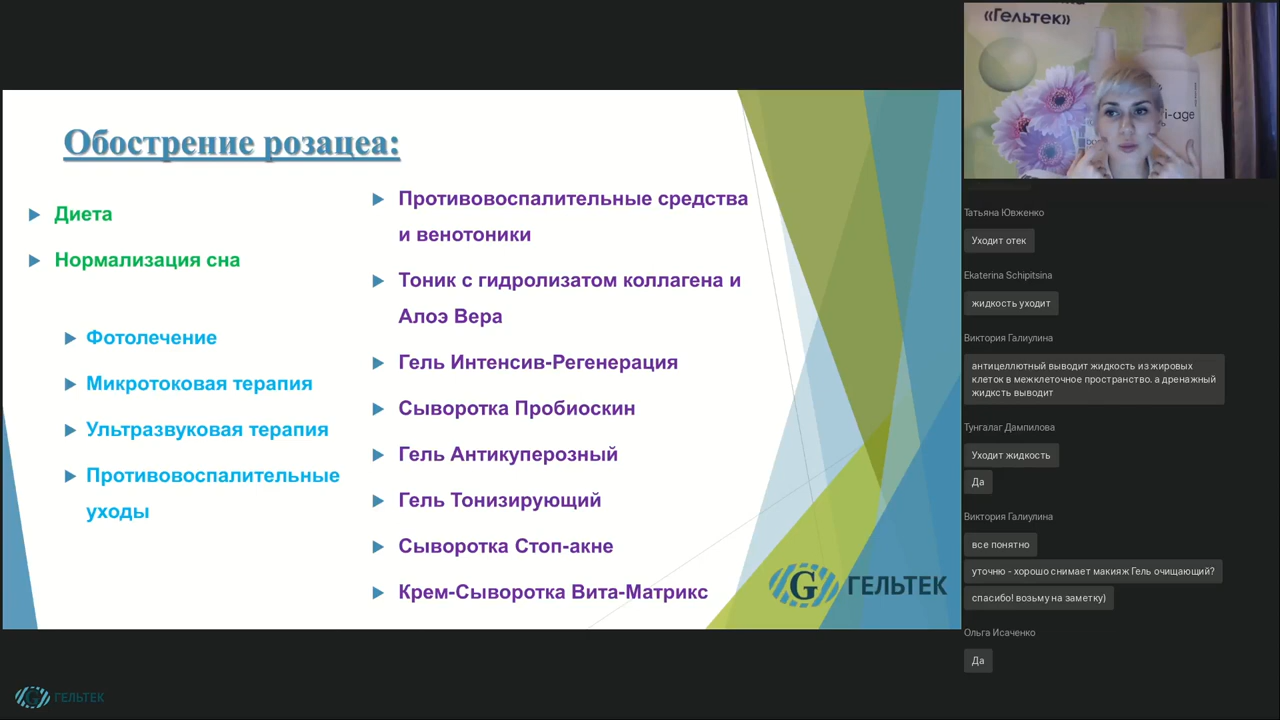 Обострение розацеа:
Диета
Нормализация сна
Фотолечение
Микротоковая терапия
Ультразвуковая терапия
Противовоспалительные
уходы
Противовоспалительные средства
и венотоники
Тоник с гидролизатом коллагена и
Алоэ Вера
Гель Интенсив-Регенерация
Сыворотка Пробиоскин
Гель Антикуперозный
Гель Тонизирующий
Сыворотка Стоп-акне
Крем-Сыворотка Вита-Матрикс
G ГЕЛЬТЕК
«Гельтек»
i-age
Татьяна Ювженко
Уходит отек
Ekaterina Schipitsina
жидкость уходит
Виктория Галиулина
антицеллютный выводит жидкость из жировых
клеток в межклеточное пространство. а дренажный
жидксть выводит
Тунгалаг Дампилова
Уходит жидкость
Да
Виктория Галиулина
все понятно
уточню - хорошо снимает макияж Гель очищающий?
спасибо! возьму на заметку)
Ольга Исаченко
Да
G ГЕЛЬТЕК